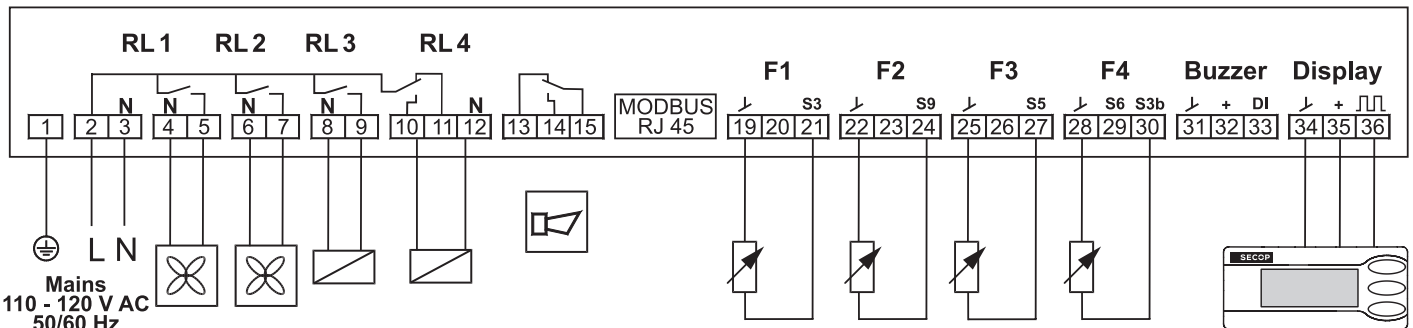 RL 1 RL 2 RL 3 RL 4
F1 F2 F3 F4 Buzzer Display
N N N N N S3 S9 S5 S6 S3b + DI +
1 2 3 4 5 6 7 8 9 10 11 12 13 14 15 MODBUS RJ 45 19 20 21 22 23 24 25 26 27 28 29 30 31 32 33 34 35 36
L N
SECOP
Mains
110 - 120 V AC
50/60 Hz